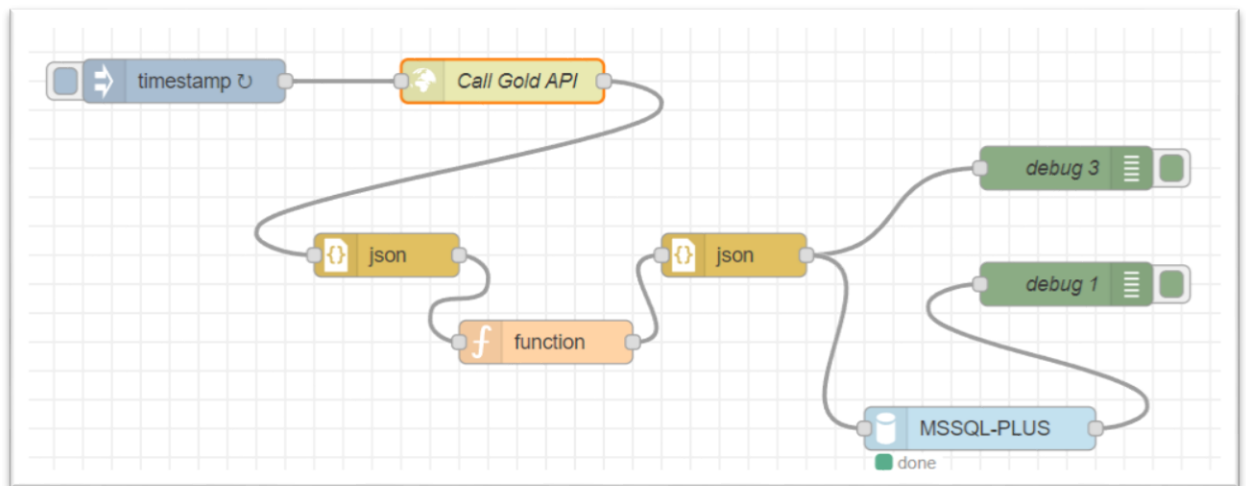 timestamp ↻
Call Gold API
debug 3
json
json
debug 1
function
MSSQL-PLUS
done